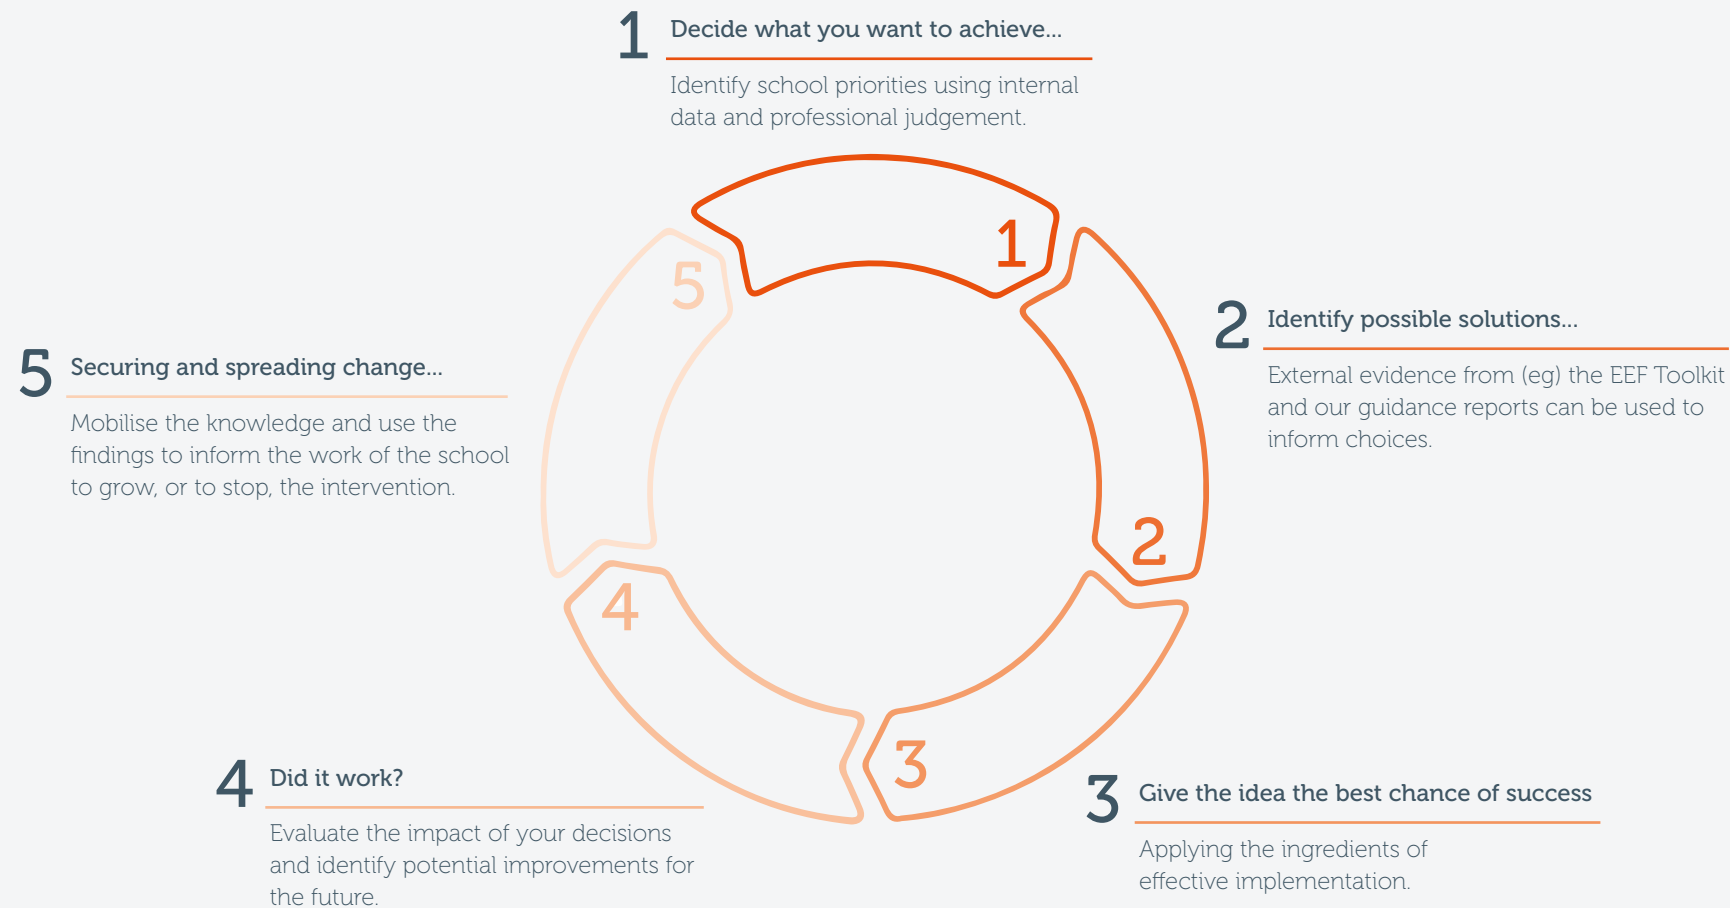 1 Decide what you want to achieve...
Identify school priorities using internal
data and professional judgement.
1
2 Identify possible solutions...
External evidence from (eg) the EEF Toolkit
and our guidance reports can be used to
inform choices.
2
3 Give the idea the best chance of success
Applying the ingredients of
effective implementation.
3
4 Did it work?
Evaluate the impact of your decisions
and identify potential improvements for
the future.
4
5 Securing and spreading change...
Mobilise the knowledge and use the
findings to inform the work of the school
to grow, or to stop, the intervention.
5